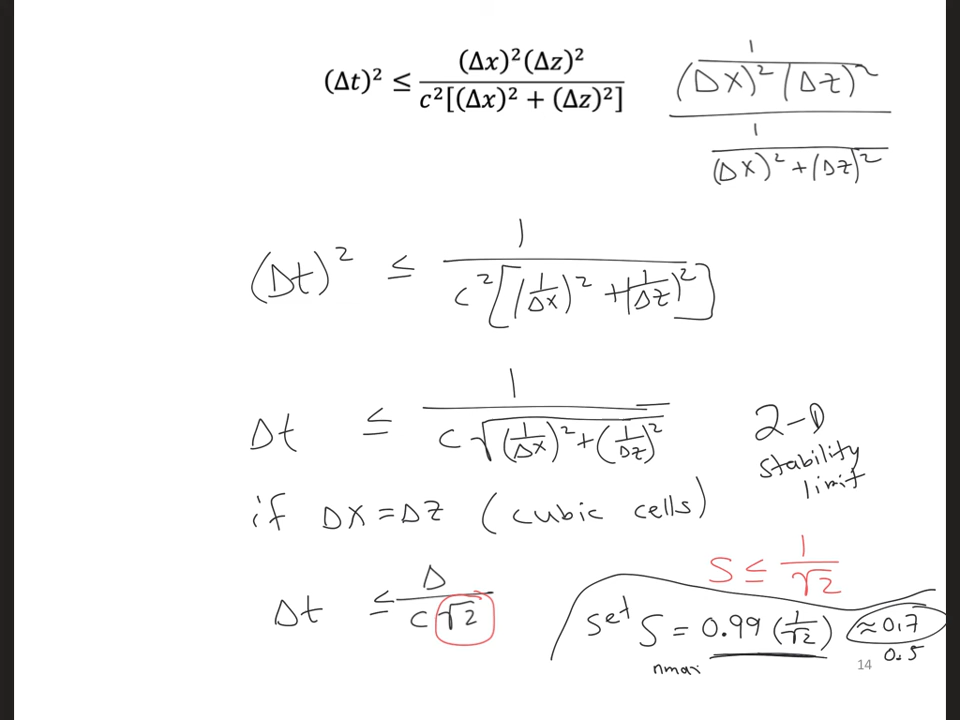 (Δt)² ≤ (Δx)²(Δz)² / c²[(Δx)² + (Δz)²]
1 / (Δx)²(Δz)²
1 / (Δx)² + (Δz)²
(Δt)² ≤ 1 / c²[(1/Δx)² + (1/Δz)²]
Δt ≤ 1 / c√(1/Δx)² + (1/Δz)²
2-D
stability
limit
if Δx = Δz (cubic cells)
Δt ≤ Δ / c√2
S ≤ 1/√2
set S = 0.99 (1/√2) ≈ 0.7
0.5
nmax
14